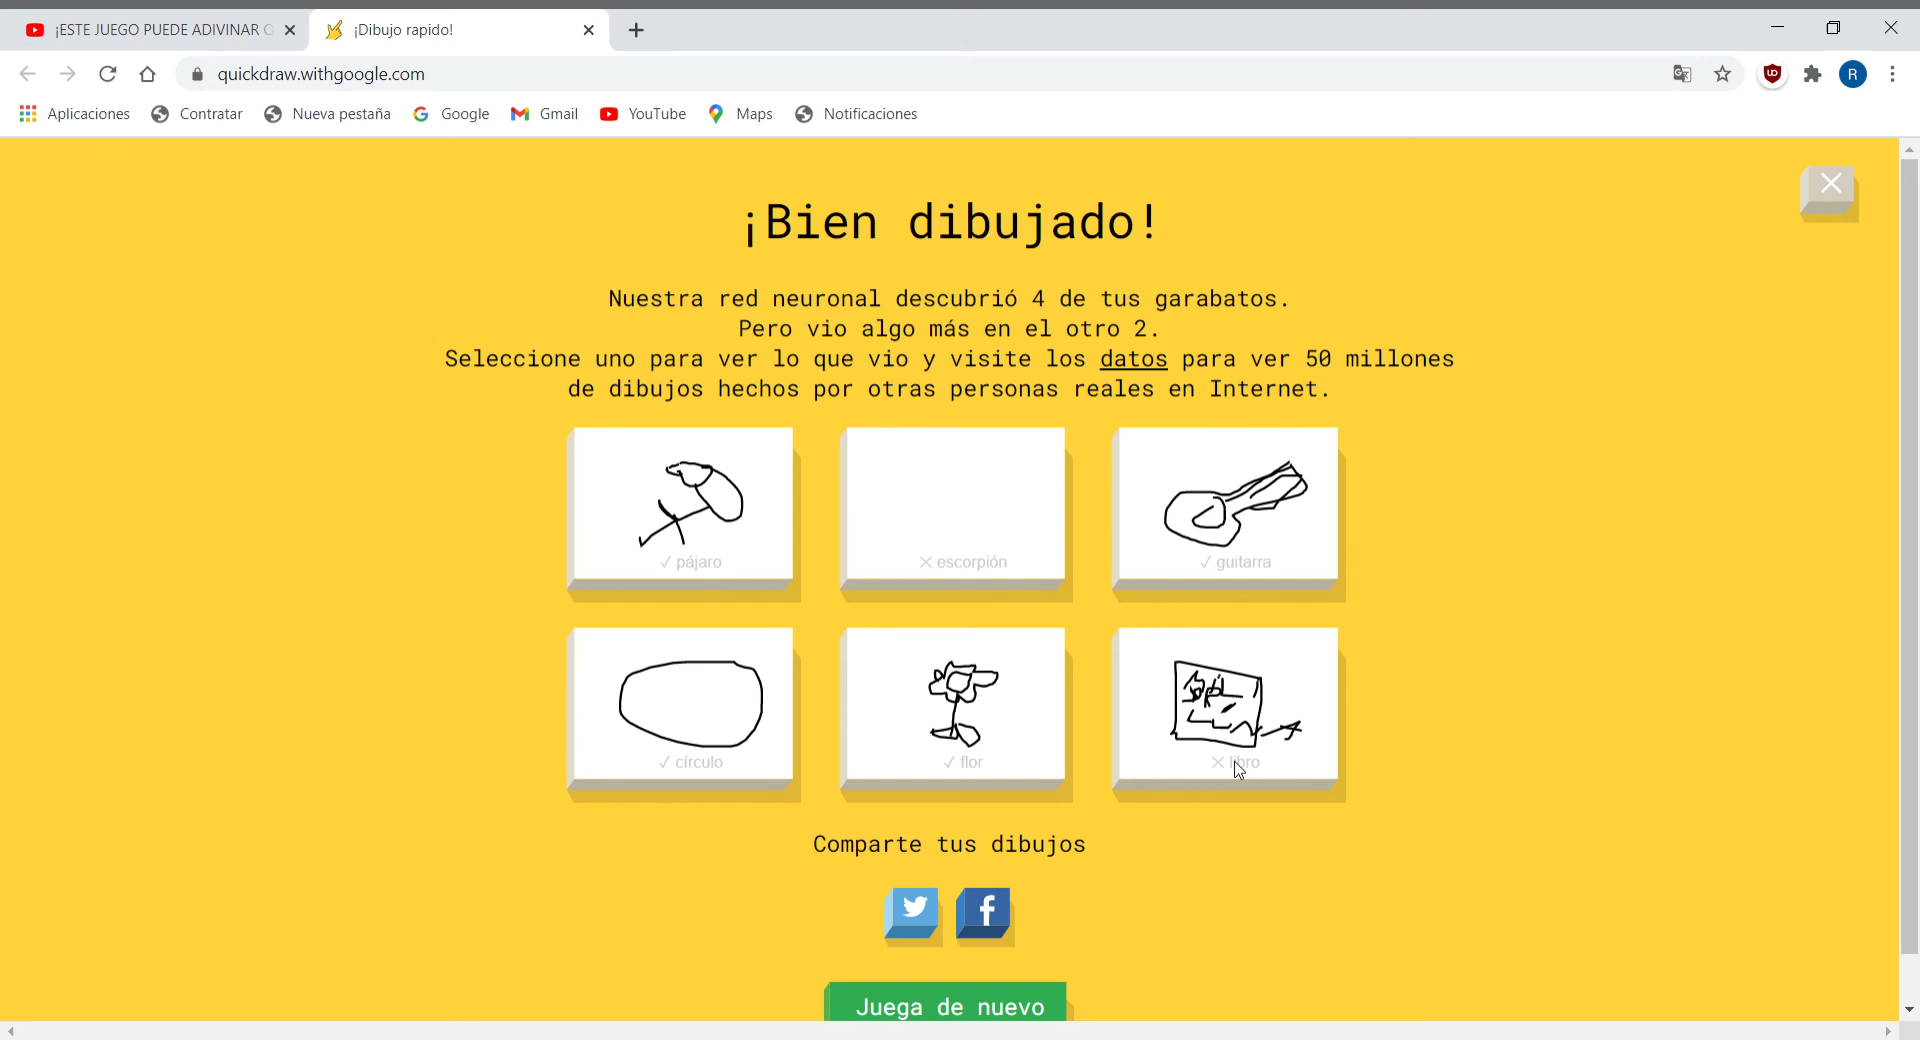 ¡ESTE JUEGO PUEDE ADIVINAR
¡Dibujo rapido!
quickdraw.withgoogle.com
R
Aplicaciones
Contratar
Nueva pestaña
Google
Gmail
YouTube
Maps
Notificaciones
¡Bien dibujado!
Nuestra red neuronal descubrió 4 de tus garabatos.
Pero vio algo más en el otro 2.
Seleccione uno para ver lo que vio y visite los datos para ver 50 millones
de dibujos hechos por otras personas reales en Internet.
✓ pájaro
✕ escorpión
✓ guitarra
✓ círculo
✓ flor
✕ libro
Comparte tus dibujos
Juega de nuevo